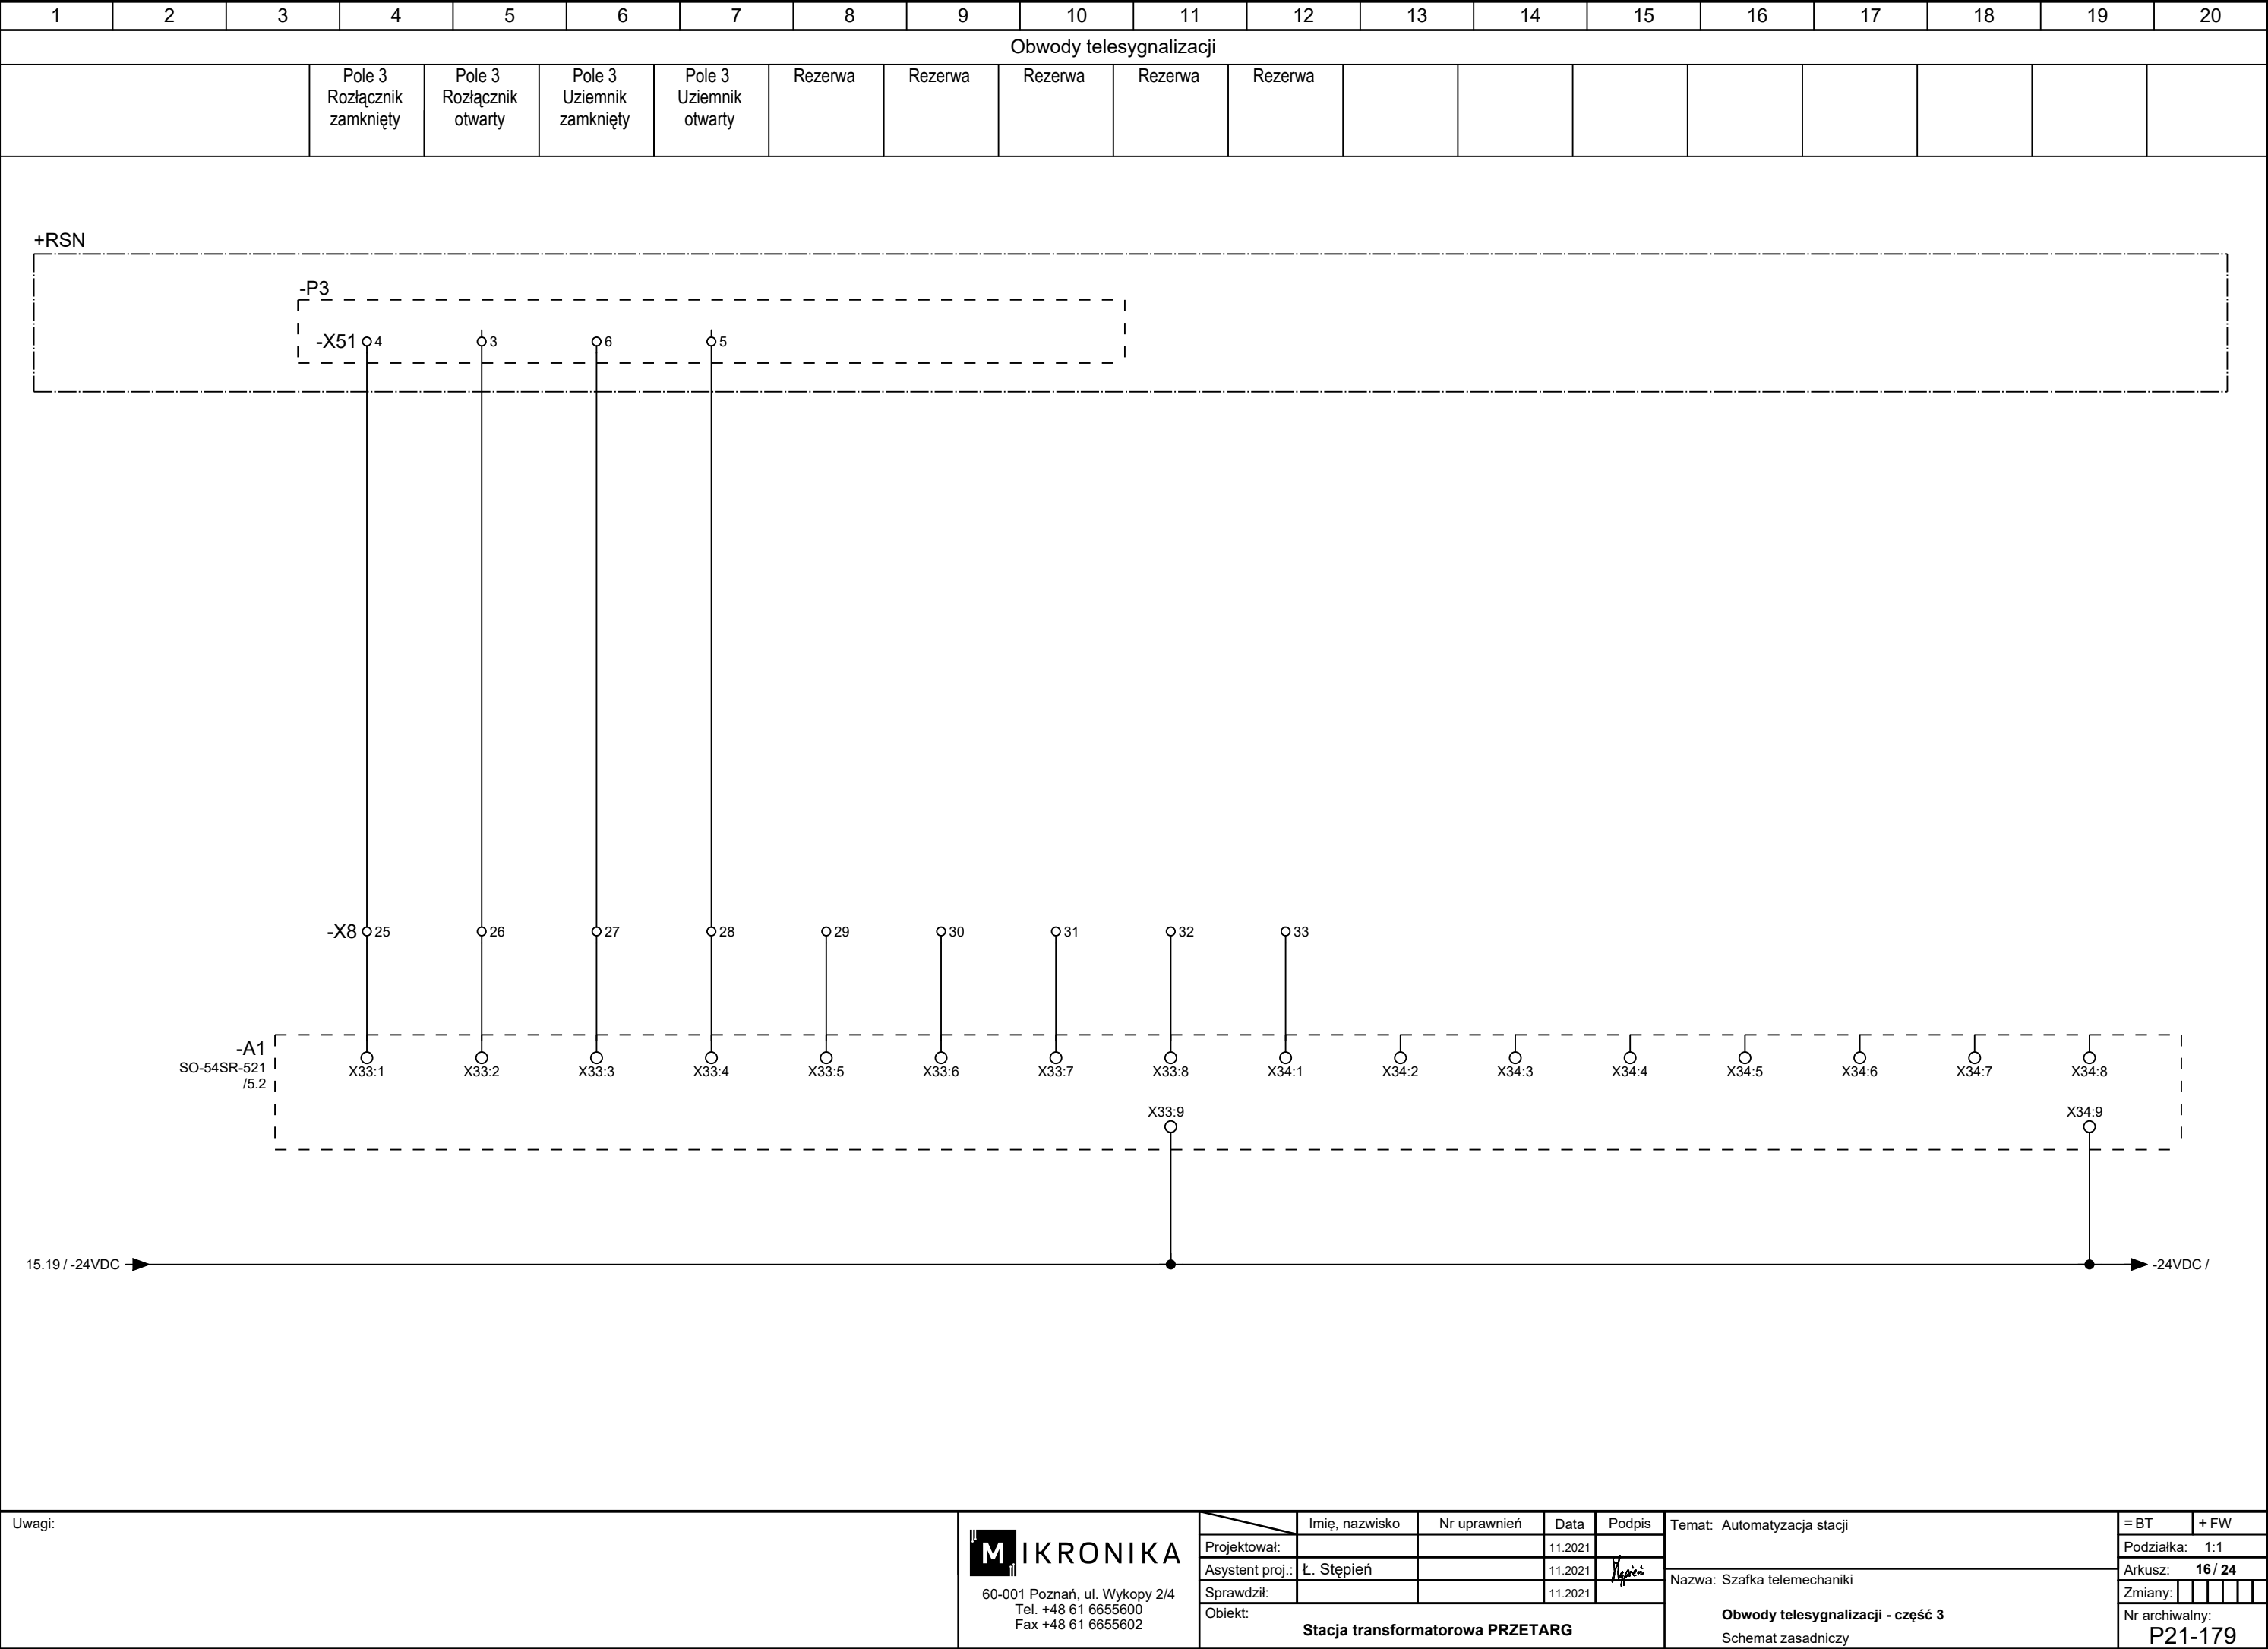 1 2 3 4 5 6 7 8 9 10 11 12 13 14 15 16 17 18 19 20
Obwody telesygnalizacji
Pole 3 Rozłącznik zamknięty
Pole 3 Rozłącznik otwarty
Pole 3 Uziemnik zamknięty
Pole 3 Uziemnik otwarty
Rezerwa Rezerwa Rezerwa Rezerwa Rezerwa
+RSN
-P3
-X51 4 3 6 5
-X8 25 26 27 28 29 30 31 32 33
-A1
SO-54SR-521
/5.2
X33:1 X33:2 X33:3 X33:4 X33:5 X33:6 X33:7 X33:8 X34:1 X34:2 X34:3 X34:4 X34:5 X34:6 X34:7 X34:8
X33:9 X34:9
15.19 / -24VDC -24VDC /
Uwagi:
MIKRONIKA
60-001 Poznań, ul. Wykopy 2/4
Tel. +48 61 6655600
Fax +48 61 6655602
Imię, nazwisko Nr uprawnień Data Podpis
Projektował: 11.2021
Asystent proj.: Ł. Stępień 11.2021 Stępień
Sprawdził: 11.2021
Obiekt:
Stacja transformatorowa PRZETARG
Temat: Automatyzacja stacji
Nazwa: Szafka telemechaniki
Obwody telesygnalizacji - część 3
Schemat zasadniczy
= BT + FW
Podziałka: 1:1
Arkusz: 16 / 24
Zmiany:
Nr archiwalny:
P21-179